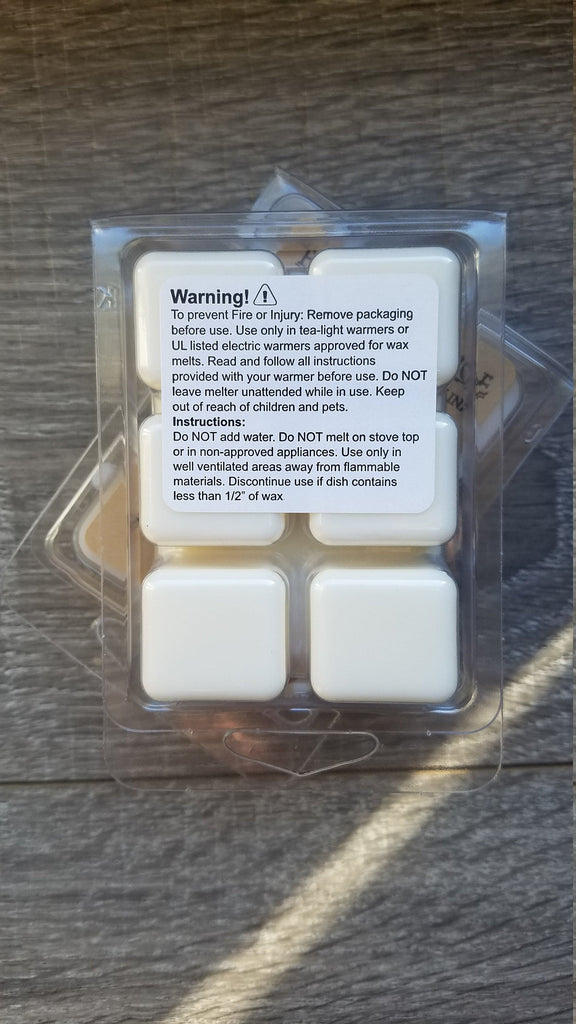 Warning!
To prevent Fire or Injury: Remove packaging
before use. Use only in tea-light warmers or
UL listed electric warmers approved for wax
melts. Read and follow all instructions
provided with your warmer before use. Do NOT
leave melter unattended while in use. Keep
out of reach of children and pets.
Instructions:
Do NOT add water. Do NOT melt on stove top
or in non-approved appliances. Use only in
well ventilated areas away from flammable
materials. Discontinue use if dish contains
less than 1/2" of wax